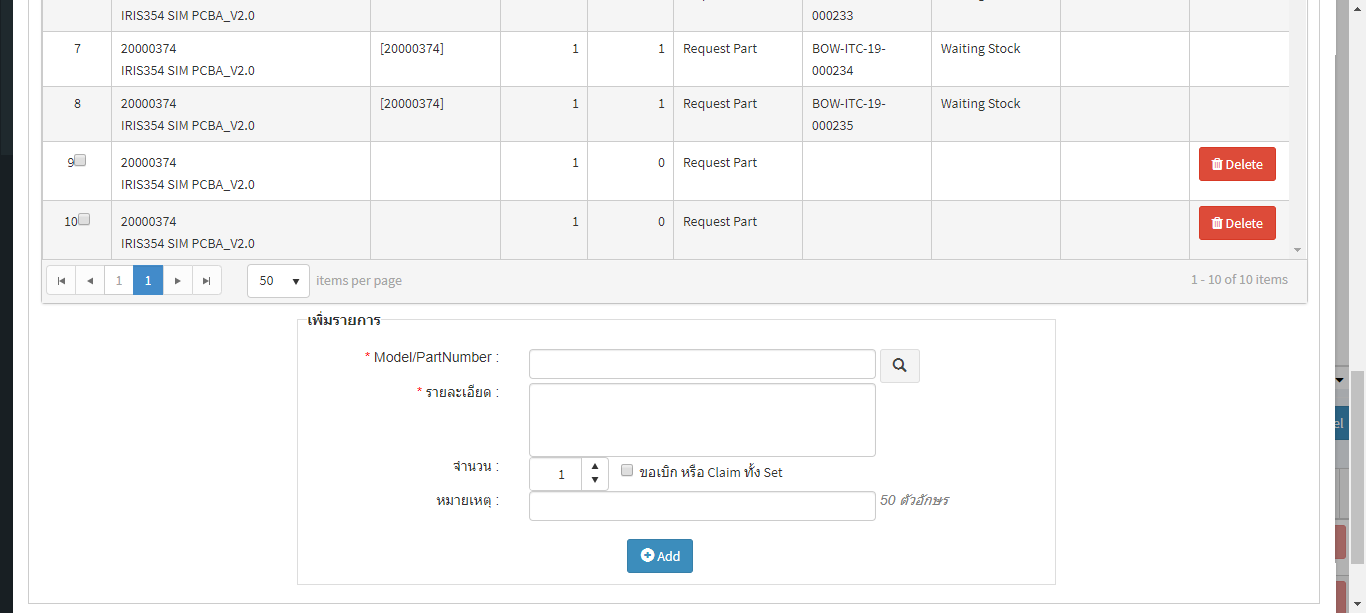 IRIS354 SIM PCBA_V2.0 000233
7 20000374 [20000374] 1 1 Request Part BOW-ITC-19- Waiting Stock
IRIS354 SIM PCBA_V2.0 000234
8 20000374 [20000374] 1 1 Request Part BOW-ITC-19- Waiting Stock
IRIS354 SIM PCBA_V2.0 000235
9 20000374 1 0 Request Part Delete
IRIS354 SIM PCBA_V2.0
10 20000374 1 0 Request Part Delete
IRIS354 SIM PCBA_V2.0
1 1 50 items per page 1 - 10 of 10 items
เพิ่มรายการ
* Model/PartNumber :
* รายละเอียด :
จำนวน : 1 ขอเบิก หรือ Claim ทั้ง Set
หมายเหตุ : 50 ตัวอักษร
Add